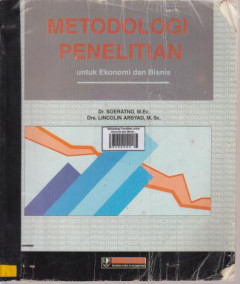 METODOLOGI
PENELITIAN
untuk Ekonomi dan Bisnis
Dr. SOERATNO, M.Ec.
Drs. LINCOLIN ARSYAD, M. Sc.